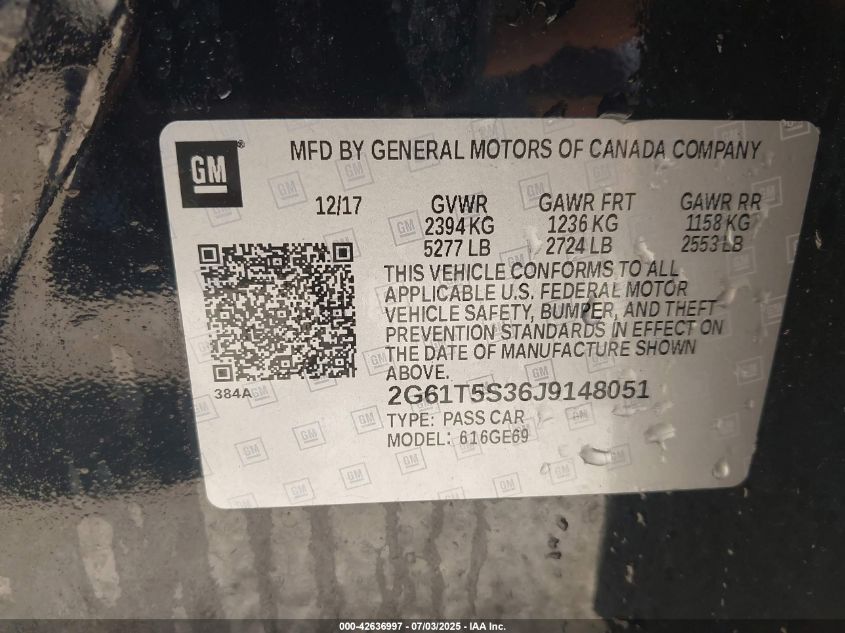 GM
MFD BY GENERAL MOTORS OF CANADA COMPANY
12/17 GVWR GAWR FRT GAWR RR
2394 KG 1236 KG 1158 KG
5277 LB 2724 LB 2553 LB
THIS VEHICLE CONFORMS TO ALL
APPLICABLE U.S. FEDERAL MOTOR
VEHICLE SAFETY, BUMPER, AND THEFT
PREVENTION STANDARDS IN EFFECT ON
THE DATE OF MANUFACTURE SHOWN
ABOVE.
384A
2G61T5S36J9148051
TYPE: PASS CAR
MODEL: 616GE69
000-42636997 - 07/03/2025 - IAA Inc.